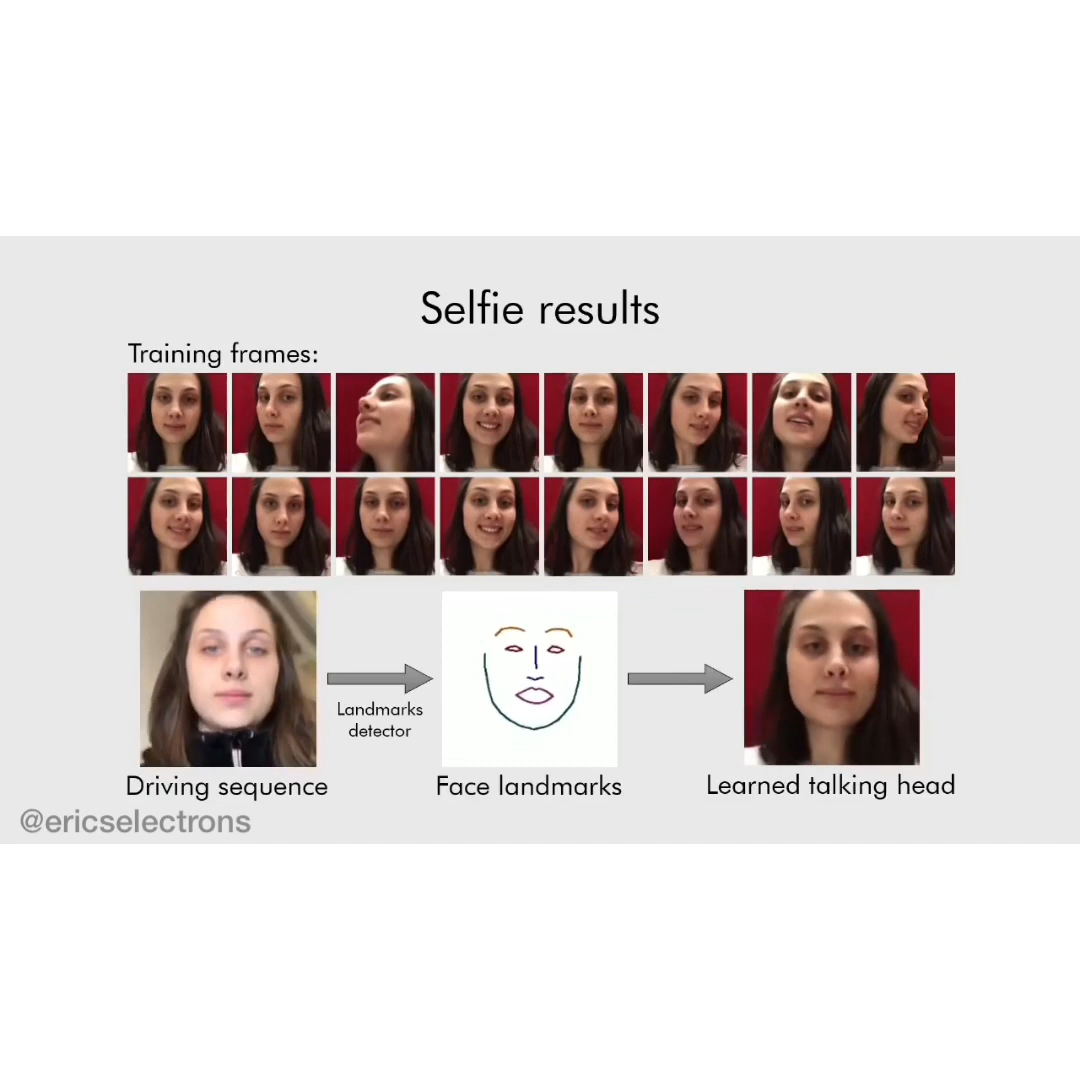 Selfie results
Training frames:
Landmarks
detector
Driving sequence
Face landmarks
Learned talking head
@ericselectrons